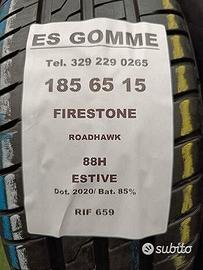 ES GOMME
Tel. 329 229 0265
185 65 15
FIRESTONE
ROADHAWK
88H
ESTIVE
Dot. 2020/ Bat. 85%
RIF 659
subito